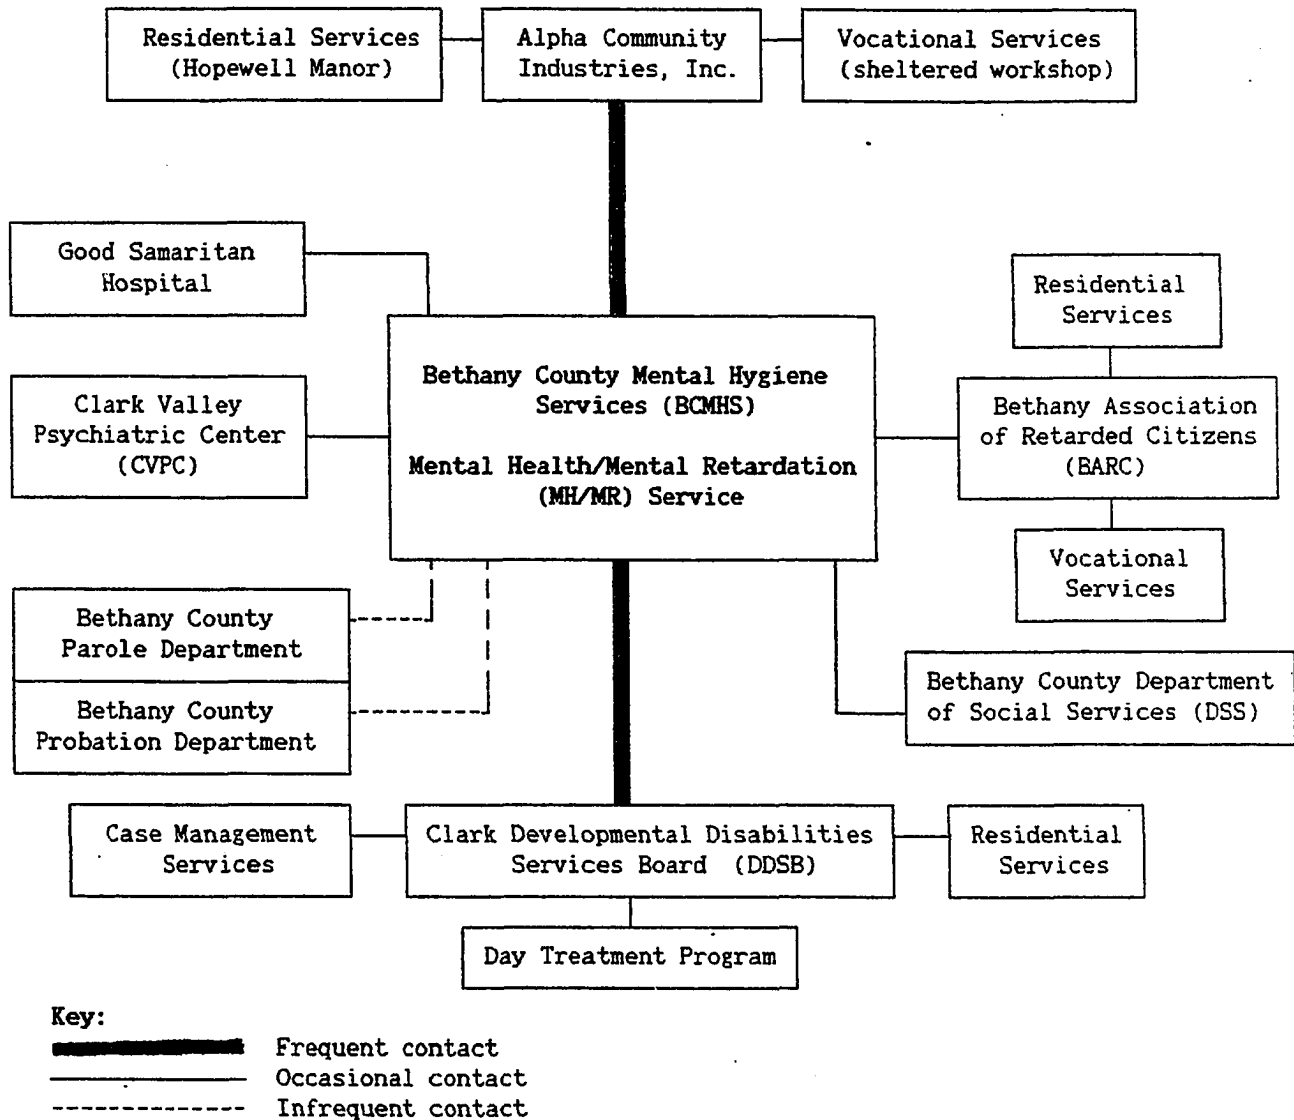 Residential Services
(Hopewell Manor)
Alpha Community
Industries, Inc.
Vocational Services
(sheltered workshop)
Good Samaritan
Hospital
Residential
Services
Bethany County Mental Hygiene
Services (BCMHS)
Mental Health/Mental Retardation
(MH/MR) Service
Clark Valley
Psychiatric Center
(CVPC)
Bethany Association
of Retarded Citizens
(BARC)
Vocational
Services
Bethany County
Parole Department
Bethany County
Probation Department
Bethany County Department
of Social Services (DSS)
Case Management
Services
Clark Developmental Disabilities
Services Board (DDSB)
Residential
Services
Day Treatment Program
Key:
Frequent contact
Occasional contact
Infrequent contact